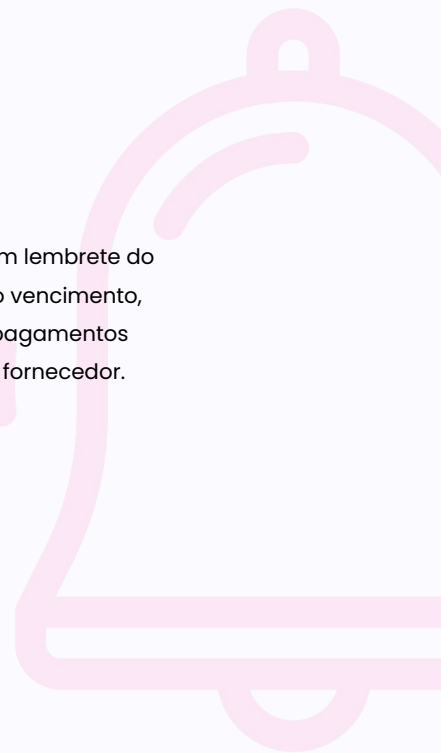 m lembrete do
o vencimento,
pagamentos
fornecedor.